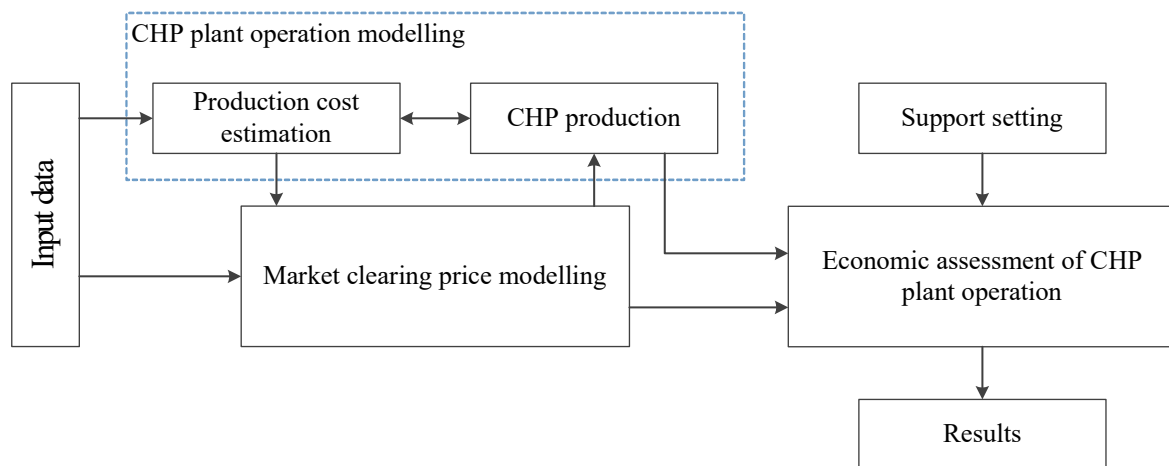 CHP plant operation modelling
Input data
Production cost
estimation
CHP production
Support setting
Market clearing price modelling
Economic assessment of CHP
plant operation
Results